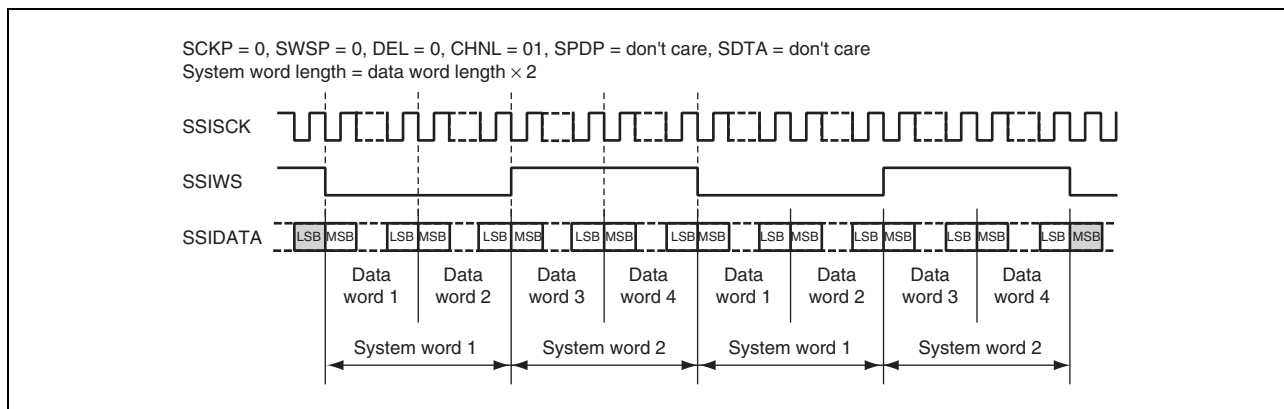 SCKP = 0, SWSP = 0, DEL = 0, CHNL = 01, SPDP = don't care, SDTA = don't care
System word length = data word length × 2
SSISCK
SSIWS
SSIDATA
LSB MSB LSB MSB LSB MSB LSB MSB LSB MSB LSB MSB LSB MSB LSB MSB LSB MSB
Data word 1
Data word 2
Data word 3
Data word 4
Data word 1
Data word 2
Data word 3
Data word 4
System word 1
System word 2
System word 1
System word 2